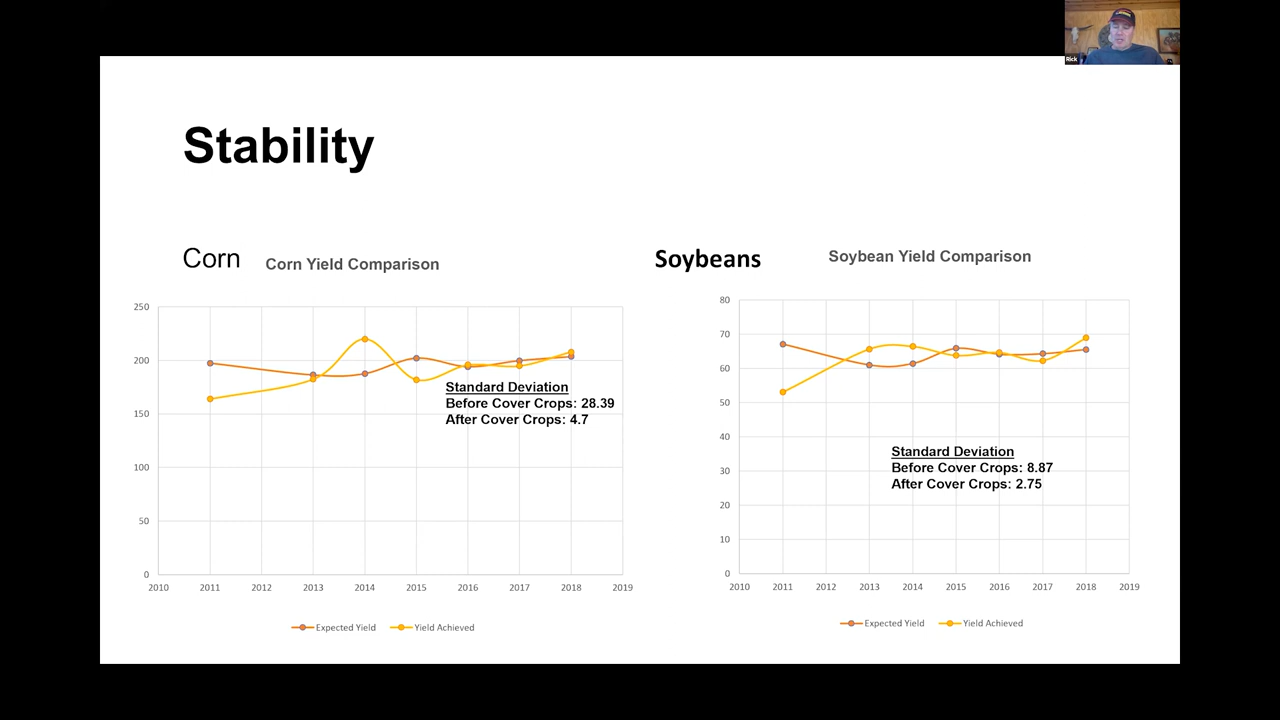 Rick
Stability
Corn
Corn Yield Comparison
250
200
150
100
50
0
2010 2011 2012 2013 2014 2015 2016 2017 2018 2019
Standard Deviation
Before Cover Crops: 28.39
After Cover Crops: 4.7
Expected Yield Yield Achieved
Soybeans
Soybean Yield Comparison
80
70
60
50
40
30
20
10
0
2010 2011 2012 2013 2014 2015 2016 2017 2018 2019
Standard Deviation
Before Cover Crops: 8.87
After Cover Crops: 2.75
Expected Yield Yield Achieved